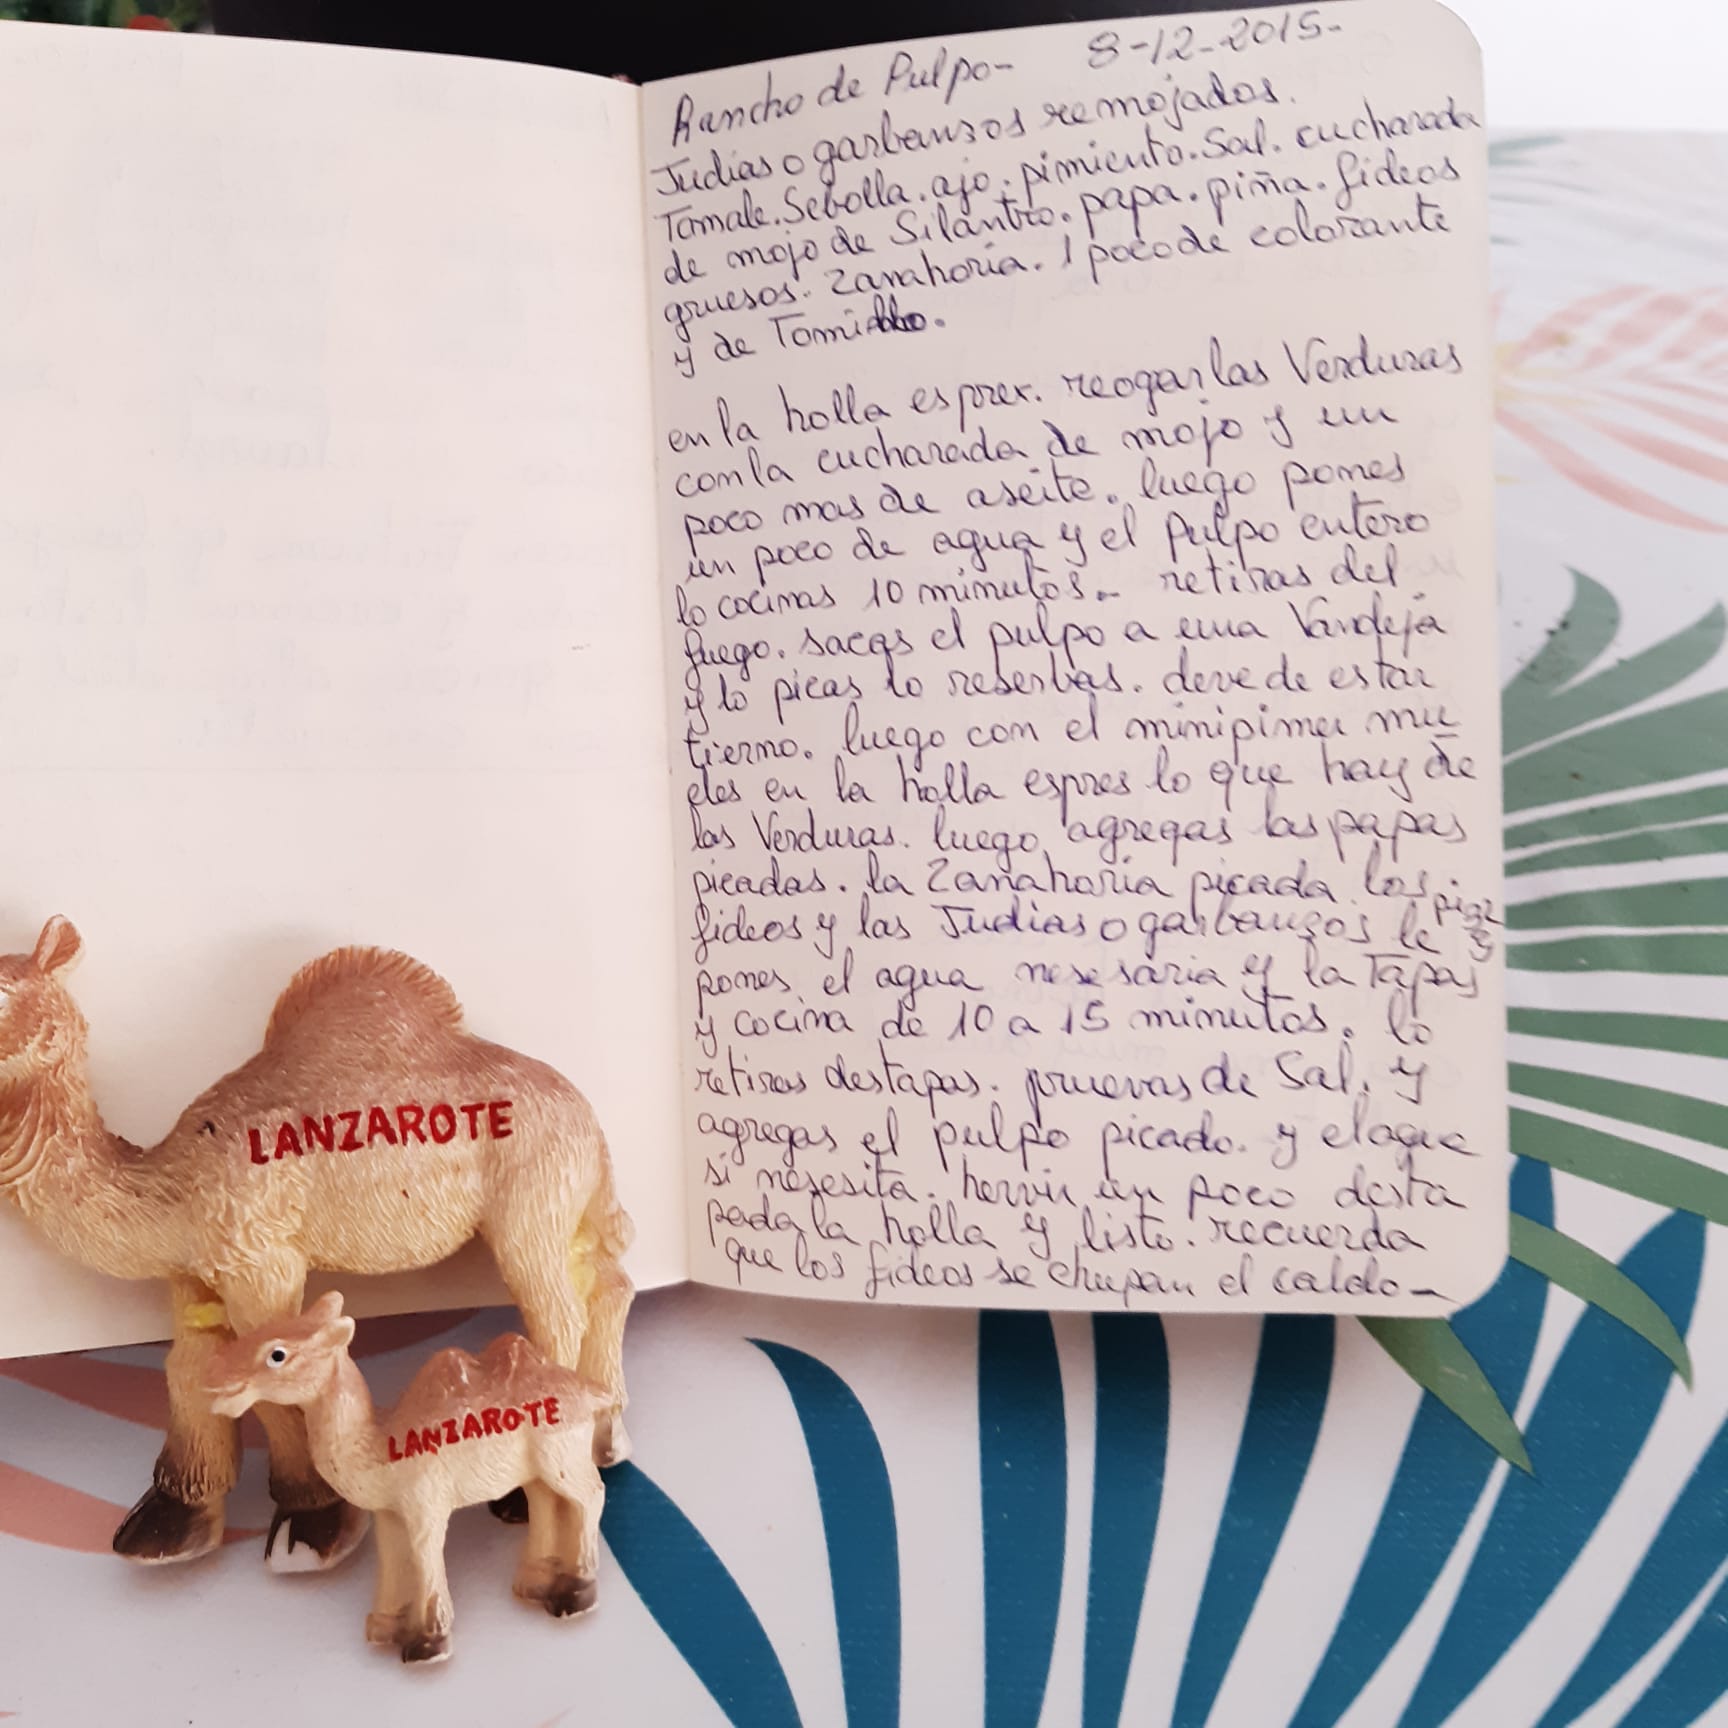 Rancho de Pulpo- 8-12-2015-
Judias o garbansos remojados.
Tomate. Sebolla. ajo. pimiento. Sal. cucharada
de mojo de Silantro. papa. piña. fideos
gruesos. Zanahoria. 1 poco de colorante
y de Tomillo.
en la holla esprex. reogar las Verduras
con la cucharada de mojo y un
poco mas de aseite. luego pones
un poco de agua y el Pulpo entero
lo cocinas 10 minutos.- retiras del
fuego. sacas el pulpo a una Vandeja
y lo picas lo reserbas. deve de estar
tierno. luego con el minipimer mu
eles en la holla espres lo que hay de
las Verduras. luego agregas las papas
picadas. la Zanahoria picada. los
fideos y las Judias o garbansos le
pones el agua nesesaria y la Tapas
y cocina de 10 a 15 minutos. lo
retiras destapas. pruevas de Sal. y
agregas el pulpo picado. y el agua
si nesesita. hervir un poco desta
pada la holla y listo. recuerda
que los fideos se chupan el caldo-
LANZAROTE
LANZAROTE